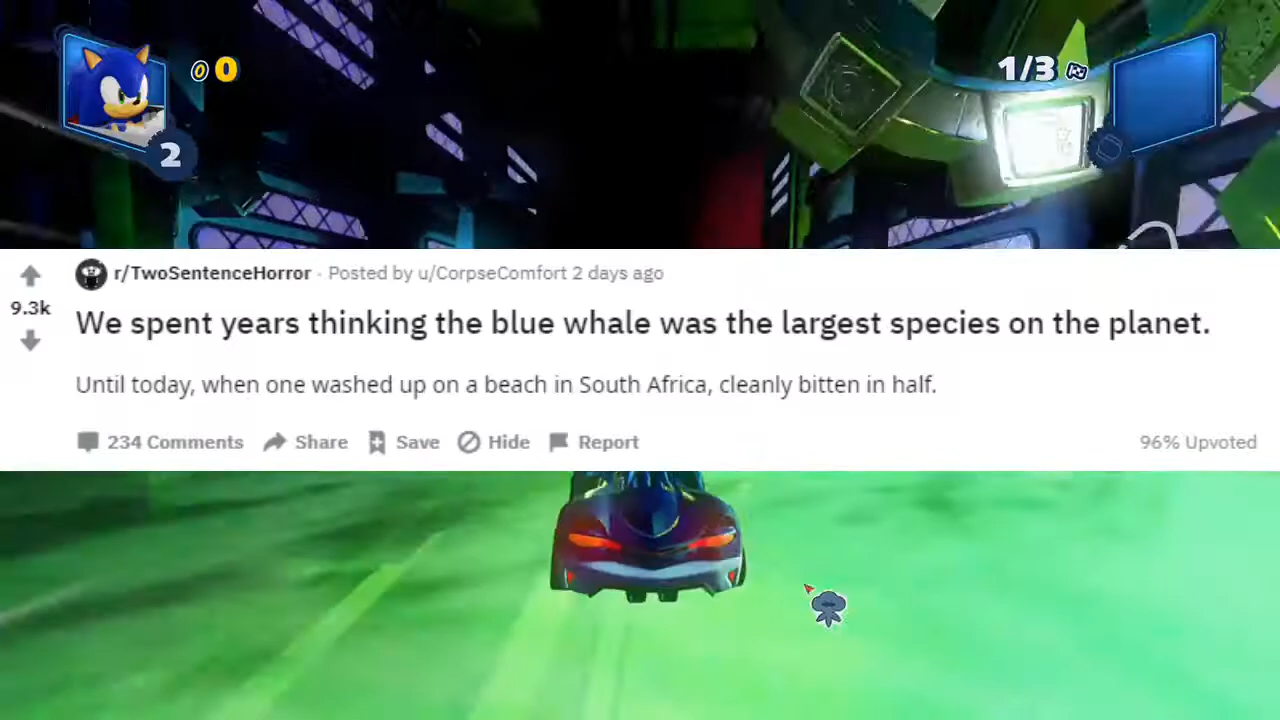 0 0
1/3
2
r/TwoSentenceHorror · Posted by u/CorpseComfort 2 days ago
9.3k
We spent years thinking the blue whale was the largest species on the planet.
Until today, when one washed up on a beach in South Africa, cleanly bitten in half.
234 Comments Share Save Hide Report 96% Upvoted